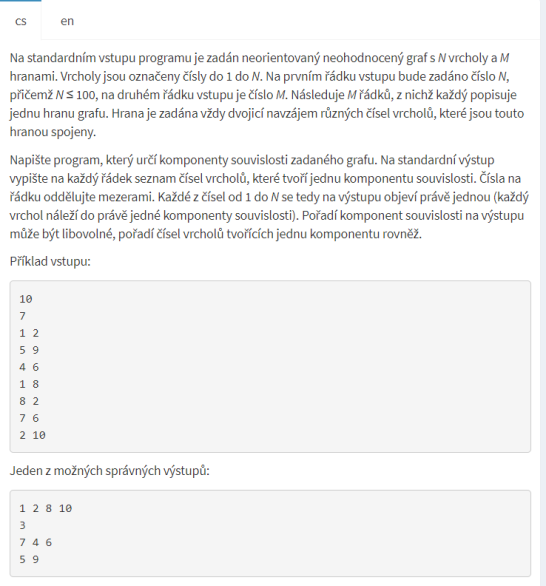 cs en
Na standardním vstupu programu je zadán neorientovaný neohodnocený graf s N vrcholy a M
hranami. Vrcholy jsou označeny čísly do 1 do N. Na prvním řádku vstupu bude zadáno číslo N,
přičemž N ≤ 100, na druhém řádku vstupu je číslo M. Následuje M řádků, z nichž každý popisuje
jednu hranu grafu. Hrana je zadána vždy dvojicí navzájem různých čísel vrcholů, které jsou touto
hranou spojeny.
Napište program, který určí komponenty souvislosti zadaného grafu. Na standardní výstup
vypište na každý řádek seznam čísel vrcholů, které tvoří jednu komponentu souvislosti. Čísla na
řádku oddělujte mezerami. Každé z čísel od 1 do N se tedy na výstupu objeví právě jednou (každý
vrchol náleží do právě jedné komponenty souvislosti). Pořadí komponent souvislosti na výstupu
může být libovolné, pořadí čísel vrcholů tvořících jednu komponentu rovněž.
Příklad vstupu:
10
7
1 2
5 9
4 6
1 8
8 2
7 6
2 10
Jeden z možných správných výstupů:
1 2 8 10
3
7 4 6
5 9